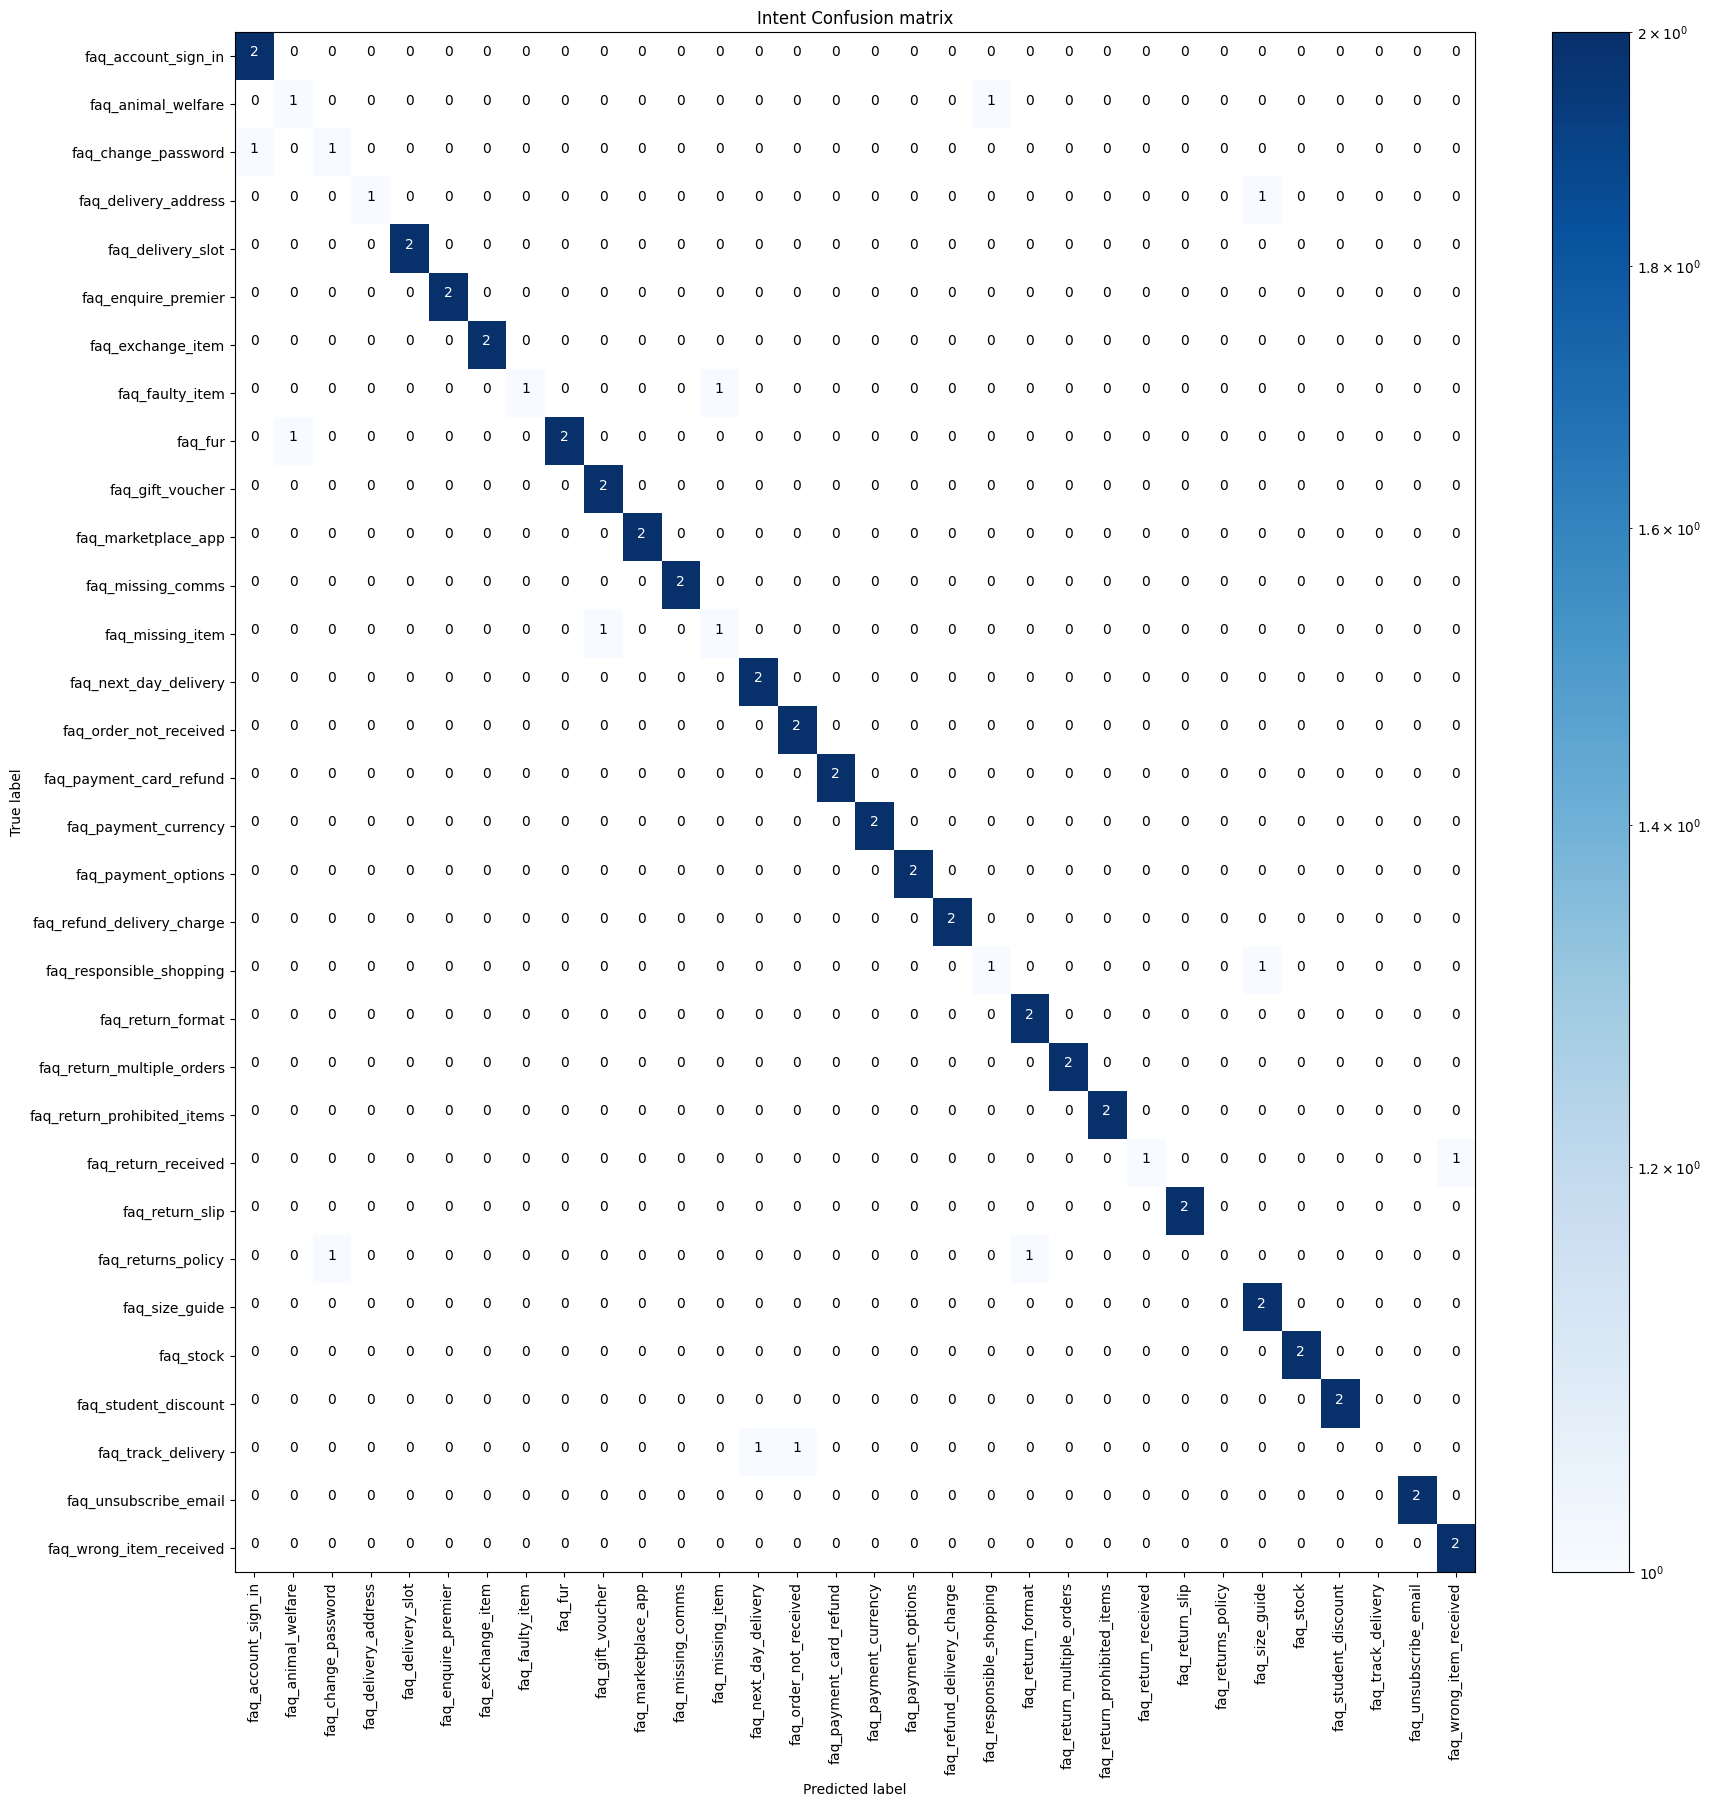 Intent Confusion matrix
faq_account_sign_in 2 0 0 0 0 0 0 0 0 0 0 0 0 0 0 0 0 0 0 0 0 0 0 0 0 0 0 0 0 0 0 0
faq_animal_welfare 0 1 0 0 0 0 0 0 0 0 0 0 0 0 0 0 0 0 0 1 0 0 0 0 0 0 0 0 0 0 0 0
faq_change_password 1 0 1 0 0 0 0 0 0 0 0 0 0 0 0 0 0 0 0 0 0 0 0 0 0 0 0 0 0 0 0 0
faq_delivery_address 0 0 0 1 0 0 0 0 0 0 0 0 0 0 0 0 0 0 0 0 0 0 0 0 0 0 1 0 0 0 0 0
faq_delivery_slot 0 0 0 0 2 0 0 0 0 0 0 0 0 0 0 0 0 0 0 0 0 0 0 0 0 0 0 0 0 0 0 0
faq_enquire_premier 0 0 0 0 0 2 0 0 0 0 0 0 0 0 0 0 0 0 0 0 0 0 0 0 0 0 0 0 0 0 0 0
faq_exchange_item 0 0 0 0 0 0 2 0 0 0 0 0 0 0 0 0 0 0 0 0 0 0 0 0 0 0 0 0 0 0 0 0
faq_faulty_item 0 0 0 0 0 0 0 1 0 0 0 0 1 0 0 0 0 0 0 0 0 0 0 0 0 0 0 0 0 0 0 0
faq_fur 0 1 0 0 0 0 0 0 2 0 0 0 0 0 0 0 0 0 0 0 0 0 0 0 0 0 0 0 0 0 0 0
faq_gift_voucher 0 0 0 0 0 0 0 0 0 2 0 0 0 0 0 0 0 0 0 0 0 0 0 0 0 0 0 0 0 0 0 0
faq_marketplace_app 0 0 0 0 0 0 0 0 0 0 2 0 0 0 0 0 0 0 0 0 0 0 0 0 0 0 0 0 0 0 0 0
faq_missing_comms 0 0 0 0 0 0 0 0 0 0 0 2 0 0 0 0 0 0 0 0 0 0 0 0 0 0 0 0 0 0 0 0
faq_missing_item 0 0 0 0 0 0 0 0 0 1 0 0 1 0 0 0 0 0 0 0 0 0 0 0 0 0 0 0 0 0 0 0
faq_next_day_delivery 0 0 0 0 0 0 0 0 0 0 0 0 0 2 0 0 0 0 0 0 0 0 0 0 0 0 0 0 0 0 0 0
faq_order_not_received 0 0 0 0 0 0 0 0 0 0 0 0 0 0 2 0 0 0 0 0 0 0 0 0 0 0 0 0 0 0 0 0
faq_payment_card_refund 0 0 0 0 0 0 0 0 0 0 0 0 0 0 0 2 0 0 0 0 0 0 0 0 0 0 0 0 0 0 0 0
faq_payment_currency 0 0 0 0 0 0 0 0 0 0 0 0 0 0 0 0 2 0 0 0 0 0 0 0 0 0 0 0 0 0 0 0
faq_payment_options 0 0 0 0 0 0 0 0 0 0 0 0 0 0 0 0 0 2 0 0 0 0 0 0 0 0 0 0 0 0 0 0
faq_refund_delivery_charge 0 0 0 0 0 0 0 0 0 0 0 0 0 0 0 0 0 0 2 0 0 0 0 0 0 0 0 0 0 0 0 0
faq_responsible_shopping 0 0 0 0 0 0 0 0 0 0 0 0 0 0 0 0 0 0 0 1 0 0 0 0 0 0 1 0 0 0 0 0
faq_return_format 0 0 0 0 0 0 0 0 0 0 0 0 0 0 0 0 0 0 0 0 2 0 0 0 0 0 0 0 0 0 0 0
faq_return_multiple_orders 0 0 0 0 0 0 0 0 0 0 0 0 0 0 0 0 0 0 0 0 0 2 0 0 0 0 0 0 0 0 0 0
faq_return_prohibited_items 0 0 0 0 0 0 0 0 0 0 0 0 0 0 0 0 0 0 0 0 0 0 2 0 0 0 0 0 0 0 0 0
faq_return_received 0 0 0 0 0 0 0 0 0 0 0 0 0 0 0 0 0 0 0 0 0 0 0 1 0 0 0 0 0 0 0 1
faq_return_slip 0 0 0 0 0 0 0 0 0 0 0 0 0 0 0 0 0 0 0 0 0 0 0 0 2 0 0 0 0 0 0 0
faq_returns_policy 0 0 1 0 0 0 0 0 0 0 0 0 0 0 0 0 0 0 0 0 1 0 0 0 0 0 0 0 0 0 0 0
faq_size_guide 0 0 0 0 0 0 0 0 0 0 0 0 0 0 0 0 0 0 0 0 0 0 0 0 0 0 2 0 0 0 0 0
faq_stock 0 0 0 0 0 0 0 0 0 0 0 0 0 0 0 0 0 0 0 0 0 0 0 0 0 0 0 2 0 0 0 0
faq_student_discount 0 0 0 0 0 0 0 0 0 0 0 0 0 0 0 0 0 0 0 0 0 0 0 0 0 0 0 0 2 0 0 0
faq_track_delivery 0 0 0 0 0 0 0 0 0 0 0 0 0 1 1 0 0 0 0 0 0 0 0 0 0 0 0 0 0 0 0 0
faq_unsubscribe_email 0 0 0 0 0 0 0 0 0 0 0 0 0 0 0 0 0 0 0 0 0 0 0 0 0 0 0 0 0 0 2 0
faq_wrong_item_received 0 0 0 0 0 0 0 0 0 0 0 0 0 0 0 0 0 0 0 0 0 0 0 0 0 0 0 0 0 0 0 2
True label
faq_account_sign_in
faq_animal_welfare
faq_change_password
faq_delivery_address
faq_delivery_slot
faq_enquire_premier
faq_exchange_item
faq_faulty_item
faq_fur
faq_gift_voucher
faq_marketplace_app
faq_missing_comms
faq_missing_item
faq_next_day_delivery
faq_order_not_received
faq_payment_card_refund
faq_payment_currency
faq_payment_options
faq_refund_delivery_charge
faq_responsible_shopping
faq_return_format
faq_return_multiple_orders
faq_return_prohibited_items
faq_return_received
faq_return_slip
faq_returns_policy
faq_size_guide
faq_stock
faq_student_discount
faq_track_delivery
faq_unsubscribe_email
faq_wrong_item_received
Predicted label
2 × 10⁰
1.8 × 10⁰
1.6 × 10⁰
1.4 × 10⁰
1.2 × 10⁰
10⁰